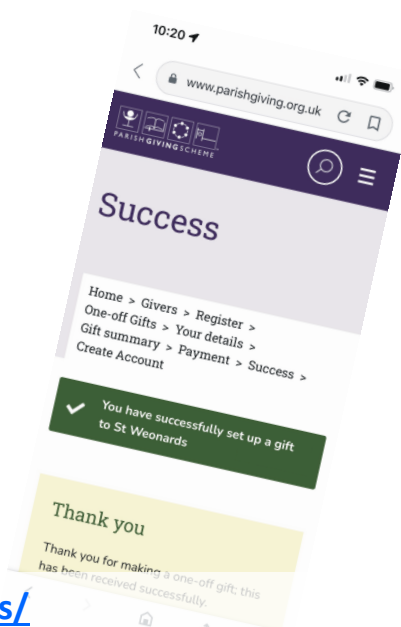 10:20
www.parishgiving.org.uk
PARISH GIVING SCHEME
Success
Home > Givers > Register >
One-off Gifts > Your details >
Gift summary > Payment > Success >
Create Account
You have successfully set up a gift
to St Weonards
Thank you
Thank you for making a one-off gift; this
has been received successfully.
s/